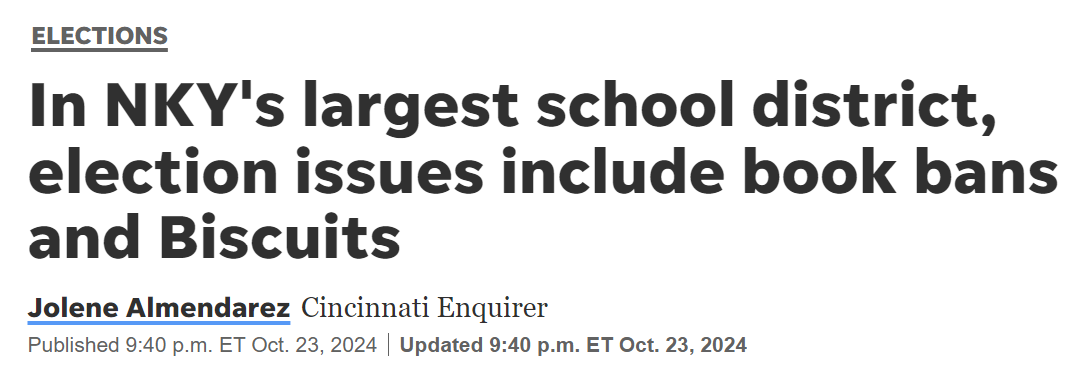 ELECTIONS
In NKY's largest school district,
election issues include book bans
and Biscuits
Jolene Almendarez Cincinnati Enquirer
Published 9:40 p.m. ET Oct. 23, 2024 | Updated 9:40 p.m. ET Oct. 23, 2024